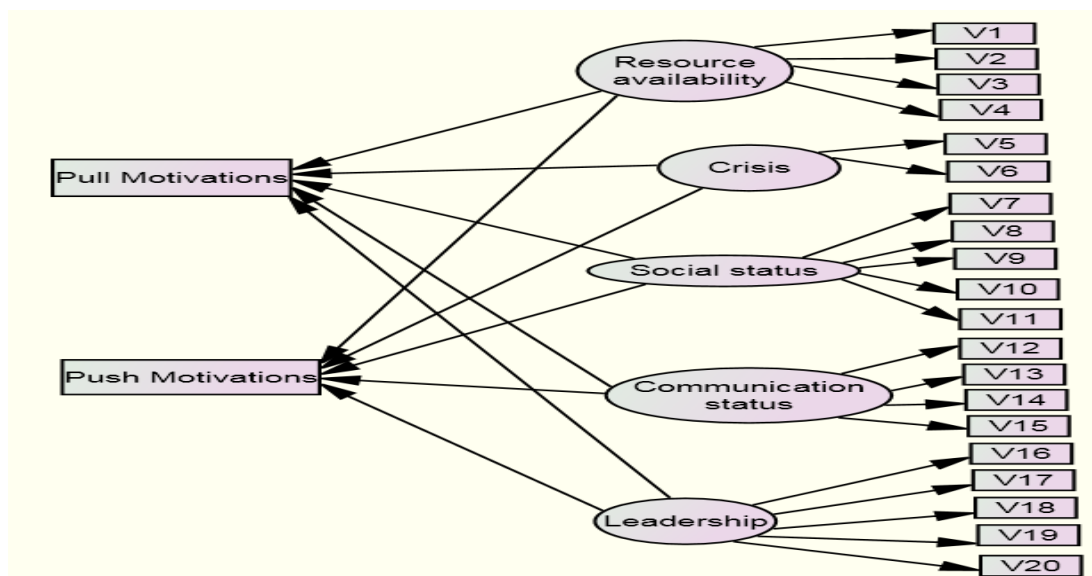 Resource
availability
V1
V2
V3
V4
Pull Motivations
Crisis
V5
V6
Social status
V7
V8
V9
V10
V11
Push Motivations
Communication
status
V12
V13
V14
V15
Leadership
V16
V17
V18
V19
V20